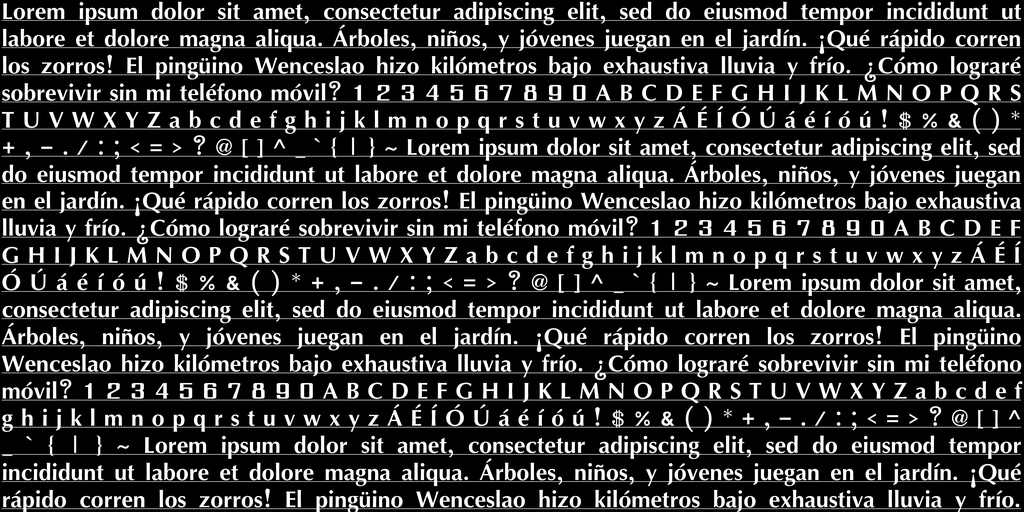 Lorem ipsum dolor sit amet, consectetur adipiscing elit, sed do eiusmod tempor incididunt ut
labore et dolore magna aliqua. Árboles, niños, y jóvenes juegan en el jardín. ¡Qué rápido corren
los zorros! El pingüino Wenceslao hizo kilómetros bajo exhaustiva lluvia y frío. ¿Cómo lograré
sobrevivir sin mi teléfono móvil? 1 2 3 4 5 6 7 8 9 0 A B C D E F G H I J K L M N O P Q R S
T U V W X Y Z a b c d e f g h i j k l m n o p q r s t u v w x y z Á É Í Ó Ú á é í ó ú ! $ % & ( ) *
+ , – . / : ; < = > ? @ [ ] ^ _ ` { | } ~ Lorem ipsum dolor sit amet, consectetur adipiscing elit, sed
do eiusmod tempor incididunt ut labore et dolore magna aliqua. Árboles, niños, y jóvenes juegan
en el jardín. ¡Qué rápido corren los zorros! El pingüino Wenceslao hizo kilómetros bajo exhaustiva
lluvia y frío. ¿Cómo lograré sobrevivir sin mi teléfono móvil? 1 2 3 4 5 6 7 8 9 0 A B C D E F
G H I J K L M N O P Q R S T U V W X Y Z a b c d e f g h i j k l m n o p q r s t u v w x y z Á É Í
Ó Ú á é í ó ú ! $ % & ( ) * + , – . / : ; < = > ? @ [ ] ^ _ ` { | } ~ Lorem ipsum dolor sit amet,
consectetur adipiscing elit, sed do eiusmod tempor incididunt ut labore et dolore magna aliqua.
Árboles, niños, y jóvenes juegan en el jardín. ¡Qué rápido corren los zorros! El pingüino
Wenceslao hizo kilómetros bajo exhaustiva lluvia y frío. ¿Cómo lograré sobrevivir sin mi teléfono
móvil? 1 2 3 4 5 6 7 8 9 0 A B C D E F G H I J K L M N O P Q R S T U V W X Y Z a b c d e f
g h i j k l m n o p q r s t u v w x y z Á É Í Ó Ú á é í ó ú ! $ % & ( ) * + , – . / : ; < = > ? @ [ ] ^
_ ` { | } ~ Lorem ipsum dolor sit amet, consectetur adipiscing elit, sed do eiusmod tempor
incididunt ut labore et dolore magna aliqua. Árboles, niños, y jóvenes juegan en el jardín. ¡Qué
rápido corren los zorros! El pingüino Wenceslao hizo kilómetros bajo exhaustiva lluvia y frío.